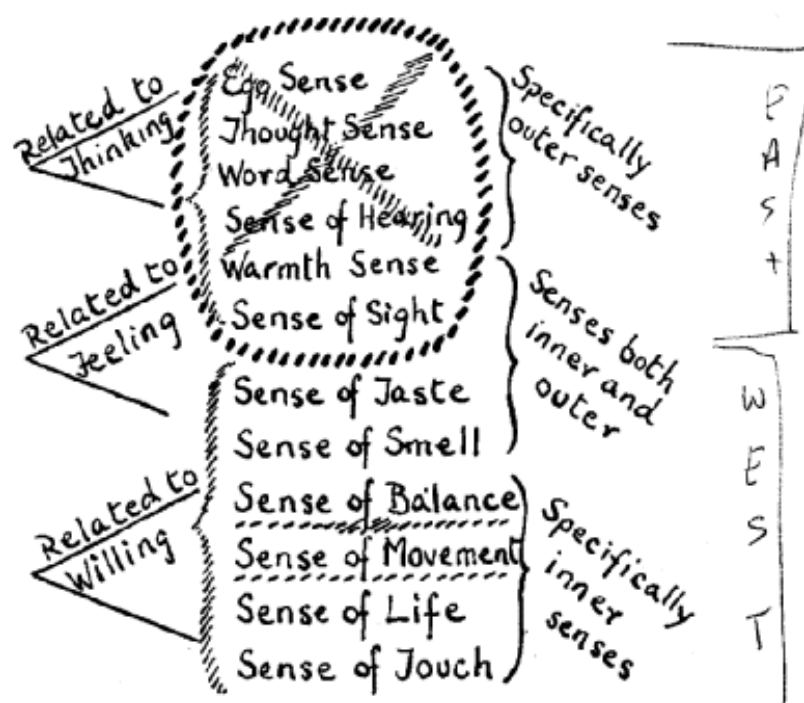 Related to
Thinking
Related to
Feeling
Related to
Willing
Ego Sense
Thought Sense
Word Sense
Sense of Hearing
Warmth Sense
Sense of Sight
Sense of Taste
Sense of Smell
Sense of Balance
Sense of Movement
Sense of Life
Sense of Touch
Specifically
outer senses
Senses both
inner and
outer
Specifically
inner
senses
EAST
WEST